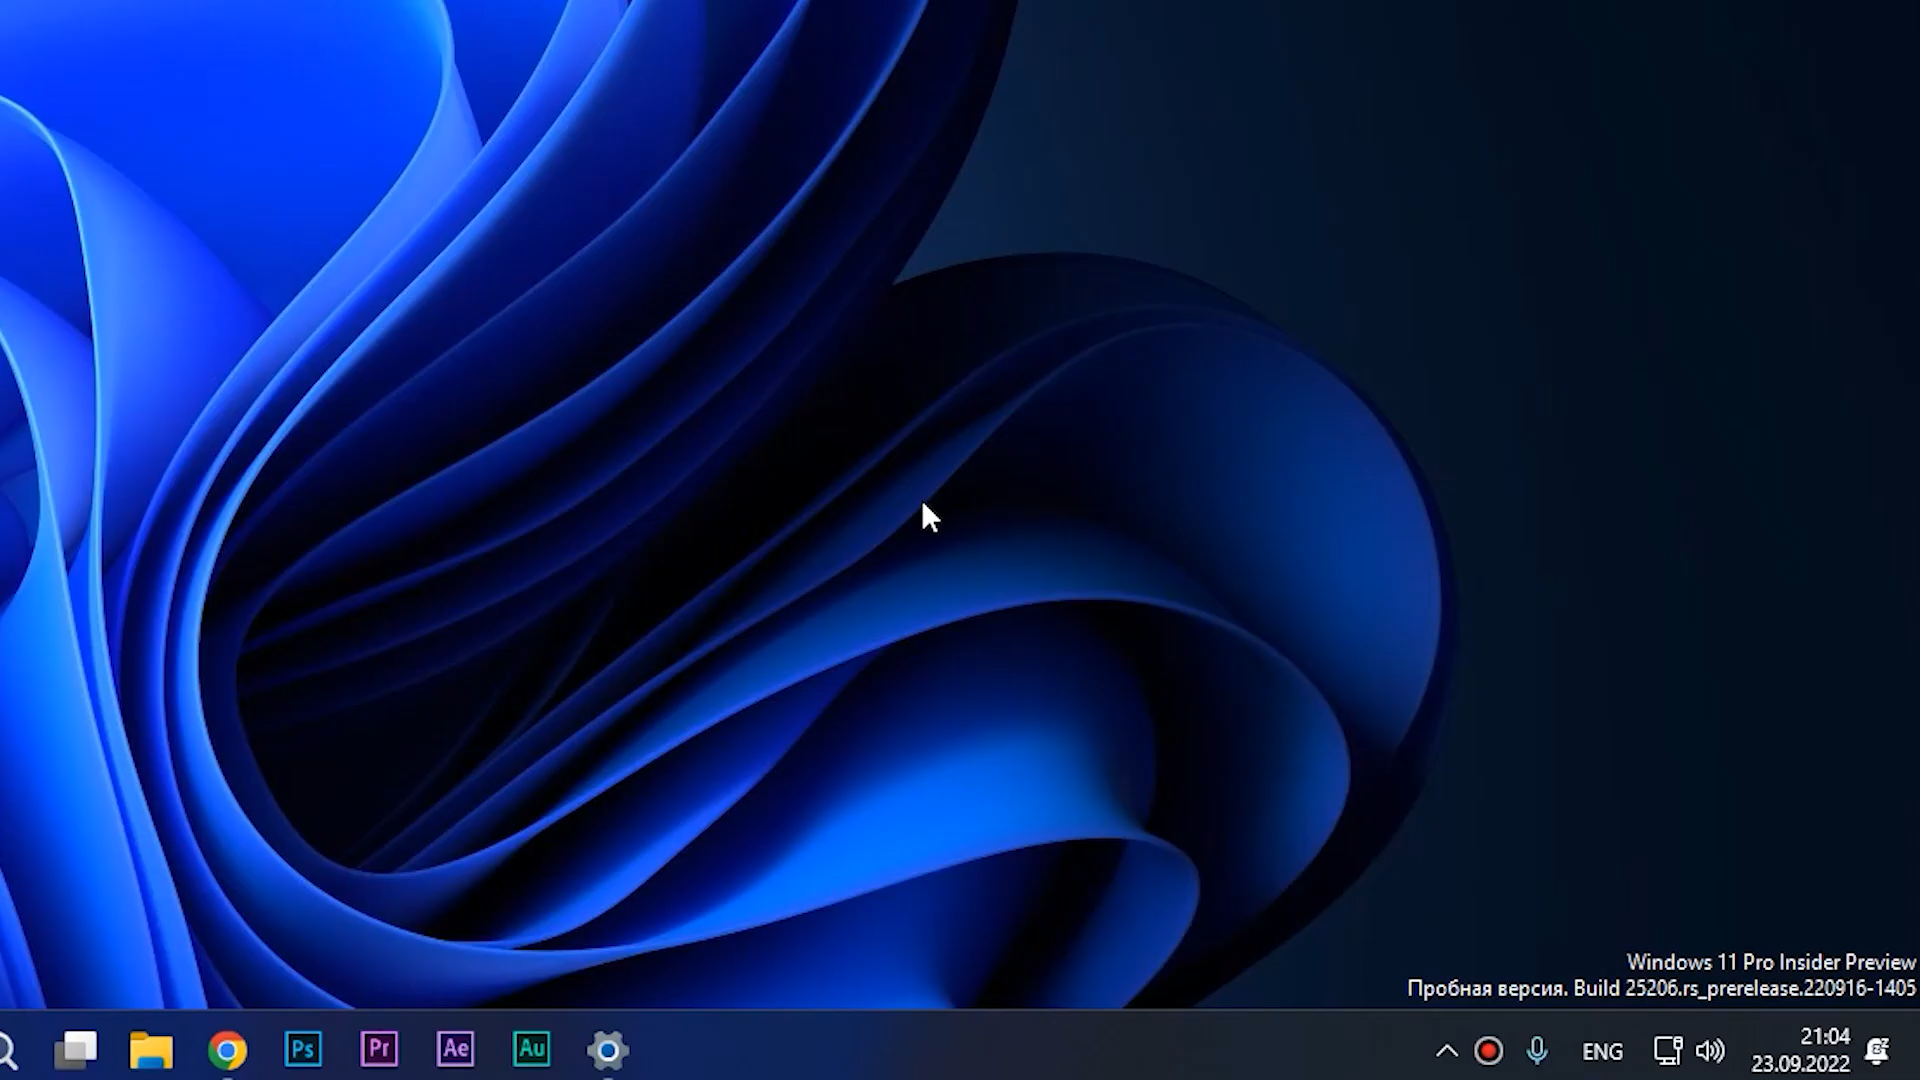 Windows 11 Pro Insider Preview
Пробная версия. Build 25206.rs_prerelease.220916-1405
Ps
Pr
Ae
Au
ENG
21:04
23.09.2022